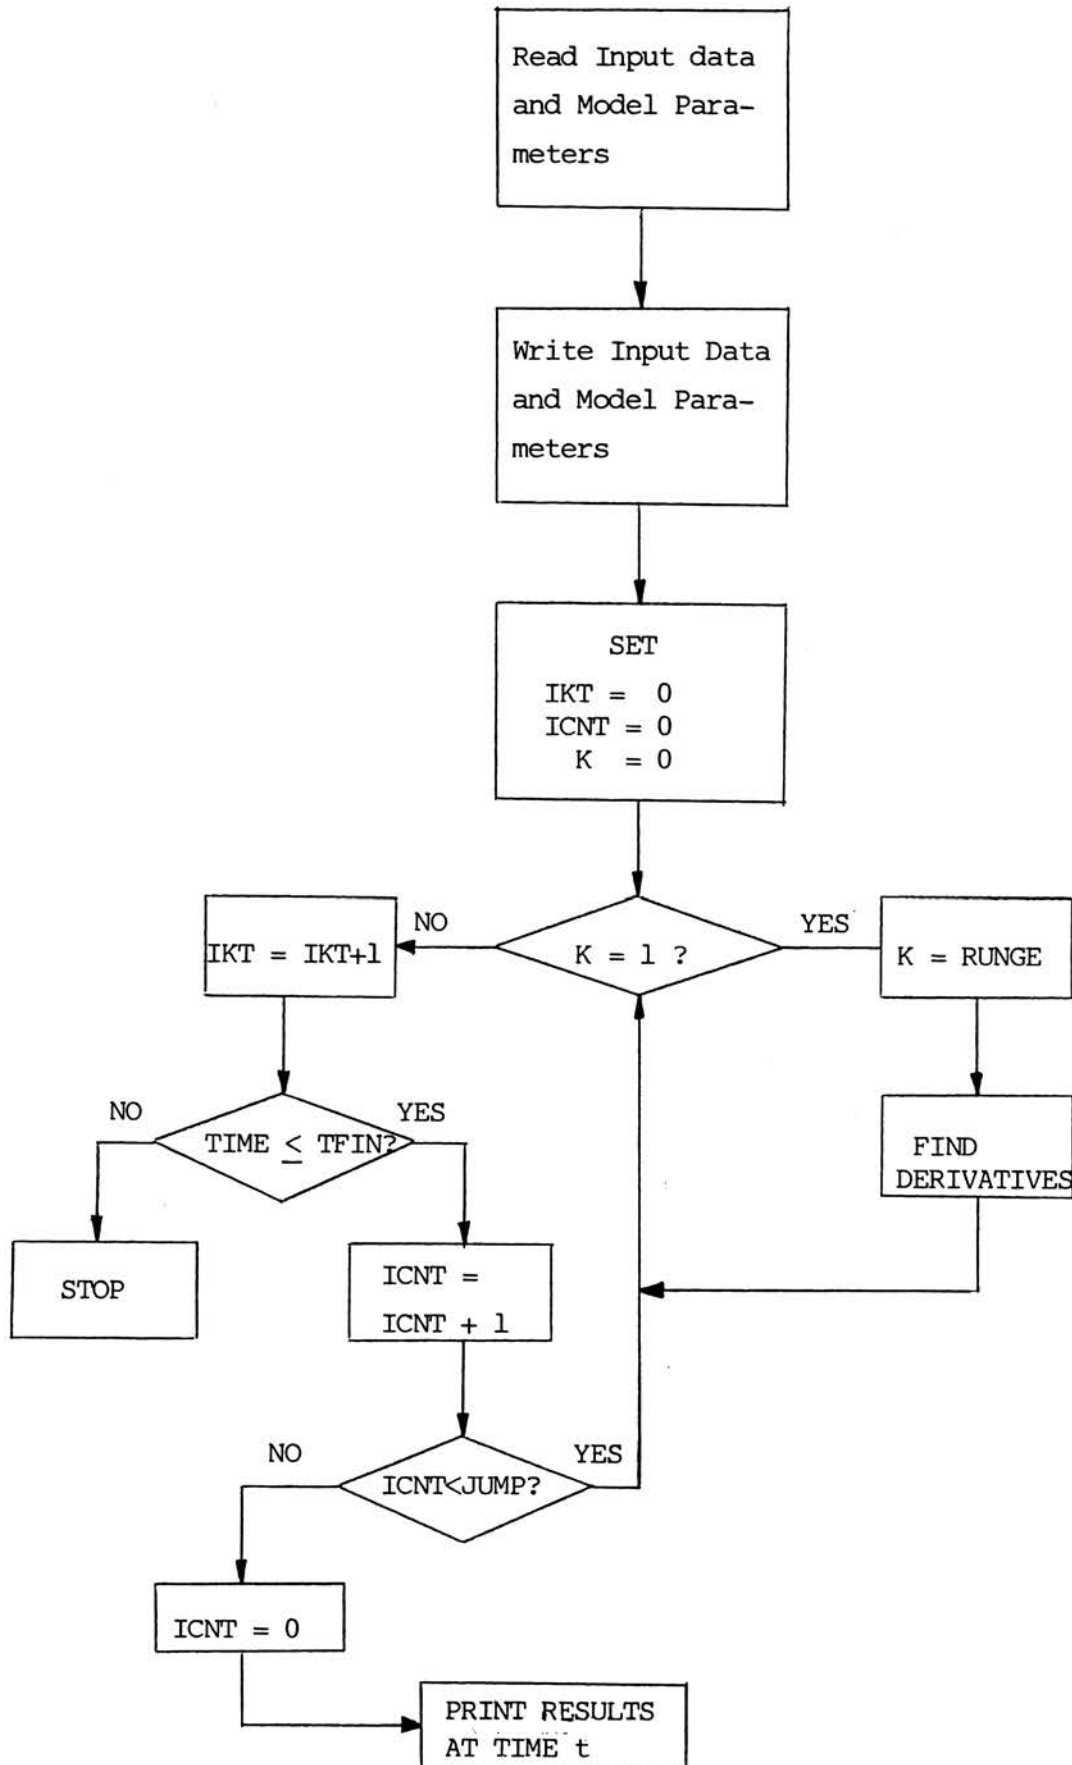 Read Input data
and Model Para-
meters
Write Input Data
and Model Para-
meters
SET
IKT = 0
ICNT = 0
K = 0
NO
YES
IKT = IKT+1
K = 1 ?
K = RUNGE
NO
YES
TIME ≤ TFIN?
FIND
DERIVATIVES
STOP
ICNT =
ICNT + 1
NO
YES
ICNT<JUMP?
ICNT = 0
PRINT RESULTS
AT TIME t